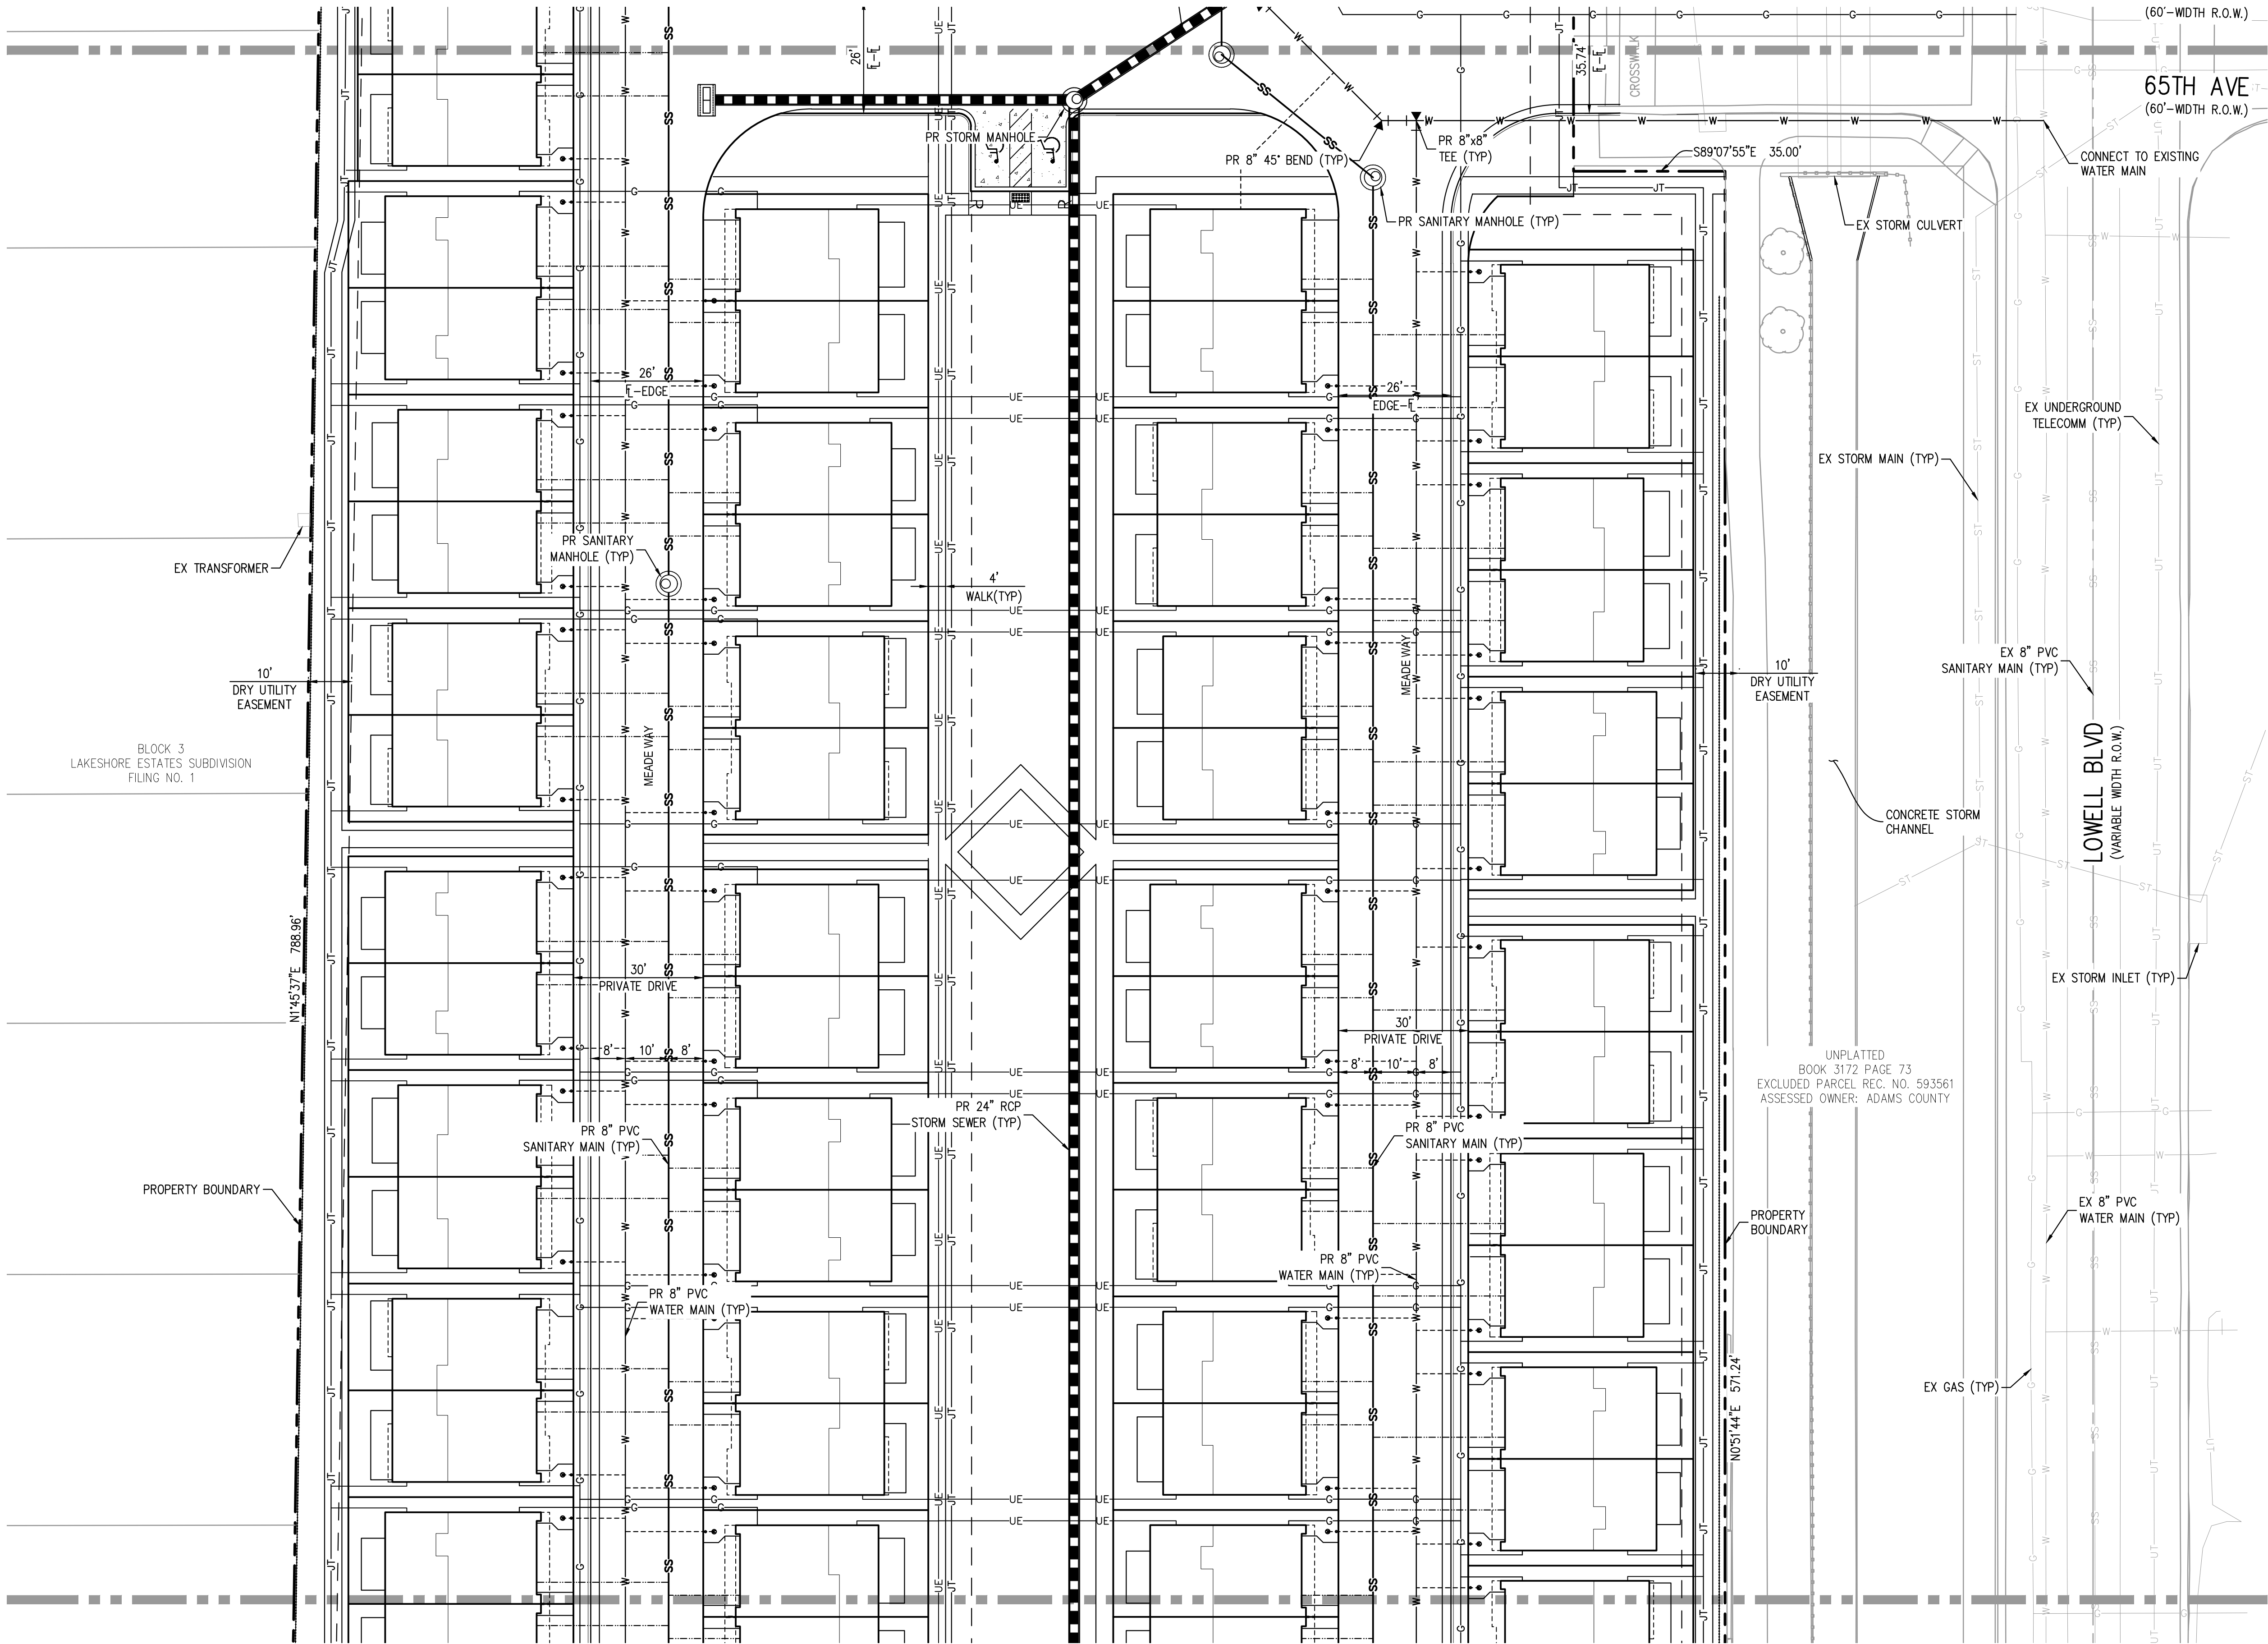 (60'-WIDTH R.O.W.)
65TH AVE
(60'-WIDTH R.O.W.)
26'
FL-FL
35.74'
FL-FL
CROSSWALK
PR STORM MANHOLE
PR 8" 45° BEND (TYP)
PR 8"x8"
TEE (TYP)
S89°07'55"E 35.00'
CONNECT TO EXISTING
WATER MAIN
PR SANITARY MANHOLE (TYP)
EX STORM CULVERT
26'
FL-EDGE
26'
EDGE-FL
EX UNDERGROUND
TELECOMM (TYP)
EX STORM MAIN (TYP)
PR SANITARY
MANHOLE (TYP)
EX TRANSFORMER
4'
WALK(TYP)
10'
DRY UTILITY
EASEMENT
MEADE WAY
MEADE WAY
10'
DRY UTILITY
EASEMENT
EX 8" PVC
SANITARY MAIN (TYP)
LOWELL BLVD
(VARIABLE WIDTH R.O.W.)
BLOCK 3
LAKESHORE ESTATES SUBDIVISION
FILING NO. 1
CONCRETE STORM
CHANNEL
N1°45'37"E 788.96'
30'
PRIVATE DRIVE
EX STORM INLET (TYP)
30'
PRIVATE DRIVE
8' 10' 8'
8' 10' 8'
UNPLATTED
BOOK 3172 PAGE 73
EXCLUDED PARCEL REC. NO. 593561
ASSESSED OWNER: ADAMS COUNTY
PR 24" RCP
STORM SEWER (TYP)
PR 8" PVC
SANITARY MAIN (TYP)
PR 8" PVC
SANITARY MAIN (TYP)
PROPERTY BOUNDARY
PROPERTY
BOUNDARY
EX 8" PVC
WATER MAIN (TYP)
PR 8" PVC
WATER MAIN (TYP)
PR 8" PVC
WATER MAIN (TYP)
N0°51'44"E 571.24'
EX GAS (TYP)